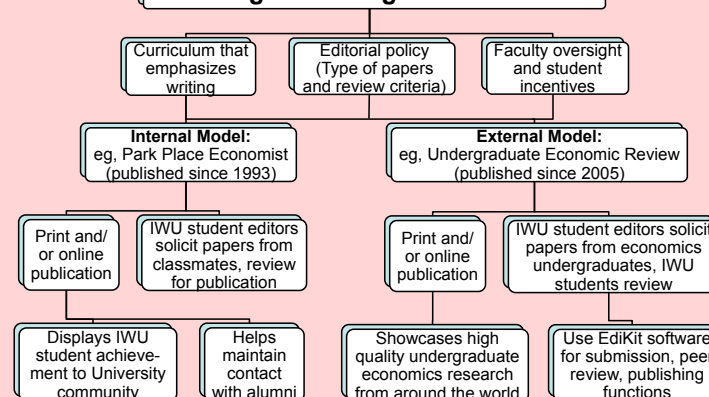 Curriculum that
emphasizes
writing
Editorial policy
(Type of papers
and review criteria)
Faculty oversight
and student
incentives
Internal Model:
eg, Park Place Economist
(published since 1993)
External Model:
eg, Undergraduate Economic Review
(published since 2005)
Print and/
or online
publication
IWU student editors
solicit papers from
classmates, review
for publication
Print and/
or online
publication
IWU student editors solicit
papers from economics
undergraduates, IWU
students review
Displays IWU
student achieve-
ment to University
community
Helps
maintain
contact
with alumni
Showcases high
quality undergraduate
economics research
from around the world
Use EdiKit software
for submission, peer
review, publishing
functions